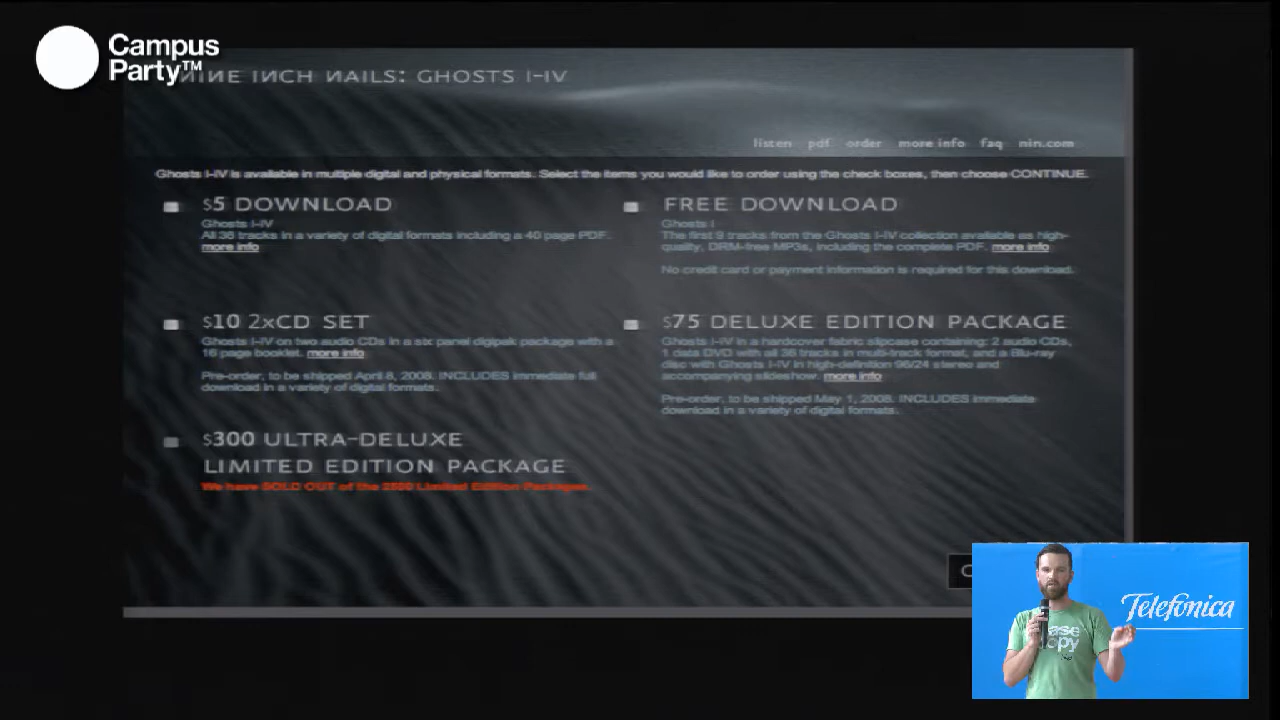 Campus
Party™
NINE INCH NAILS: GHOSTS I-IV
listen pdf order more info faq nin.com
Ghosts I-IV is available in multiple digital and physical formats. Select the items you would like to order using the check boxes, then choose CONTINUE.
$5 DOWNLOAD
Ghosts I-IV
All 36 tracks in a variety of digital formats including a 40 page PDF.
more info
FREE DOWNLOAD
Ghosts I
The first 9 tracks from the Ghosts I-IV collection available as high-
quality, DRM-free MP3s, including the complete PDF. more info
No credit card or payment information is required for this download.
$10 2xCD SET
Ghosts I-IV on two audio CDs in a six panel digipak package with a
16 page booklet. more info
Pre-order, to be shipped April 8, 2008. INCLUDES immediate full
download in a variety of digital formats.
$75 DELUXE EDITION PACKAGE
Ghosts I-IV in a hardcover fabric slipcase containing: 2 audio CDs,
1 data DVD with all 36 tracks in multi-track format, and a Blu-ray
disc with Ghosts I-IV in high-definition 96/24 stereo and
accompanying slideshow. more info
Pre-order, to be shipped May 1, 2008. INCLUDES immediate
download in a variety of digital formats.
$300 ULTRA-DELUXE
LIMITED EDITION PACKAGE
We have SOLD OUT of the 2500 Limited Edition Packages.
Telefónica